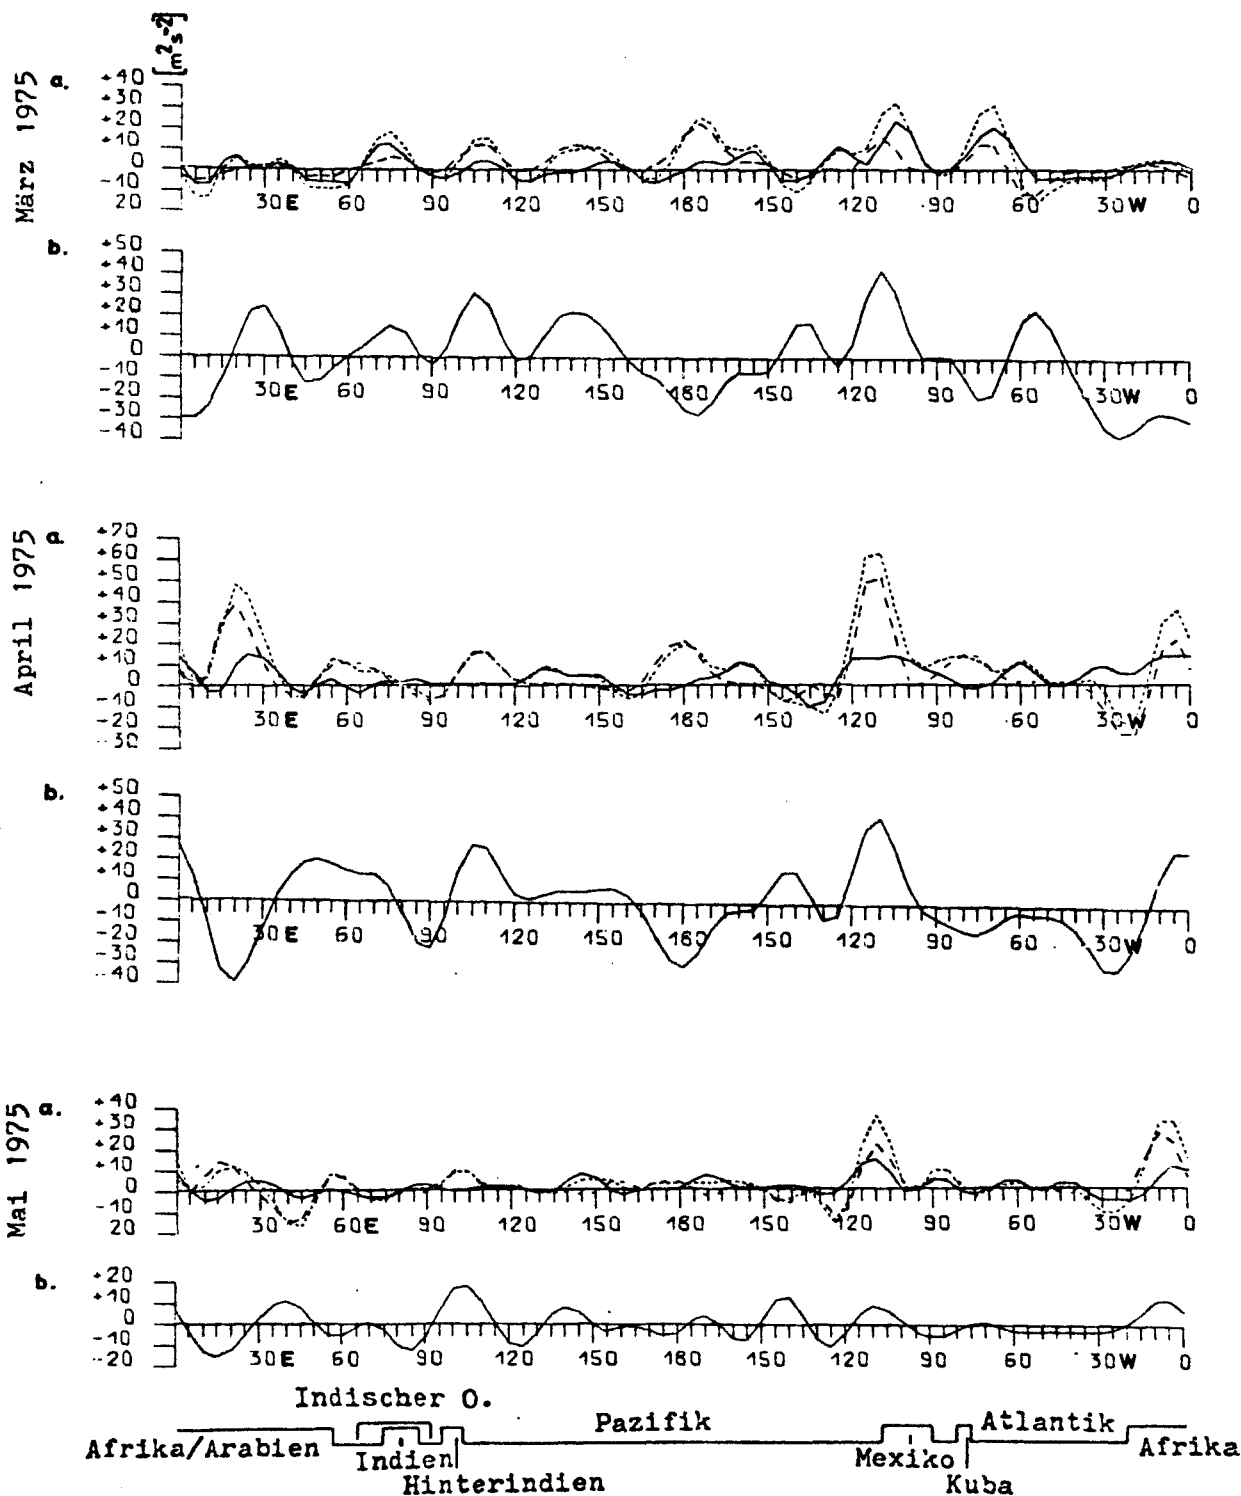 [m²s-2]
März 1975
a.
+40
+30
+20
+10
0
-10
20
30E 60 90 120 150 180 150 120 90 60 30W 0
b.
+50
+40
+30
+20
+10
0
-10
-20
-30
-40
30E 60 90 120 150 180 150 120 90 60 30W 0
April 1975
a.
+70
+60
+50
+40
+30
+20
+10
0
-10
-20
-30
30E 60 90 120 150 180 150 120 90 60 30W 0
b.
+50
+40
+30
+20
+10
0
-10
-20
-30
-40
30E 60 90 120 150 180 150 120 90 60 30W 0
Mai 1975
a.
+40
+30
+20
+10
0
-10
20
30 60E 90 120 150 180 150 120 90 60 30W 0
b.
+20
+10
0
-10
-20
30E 60 90 120 150 180 150 120 90 60 30W 0
Indischer O.
Pazifik
Atlantik
Afrika/Arabien
Indien
Mexiko
Afrika
Hinterindien
Kuba